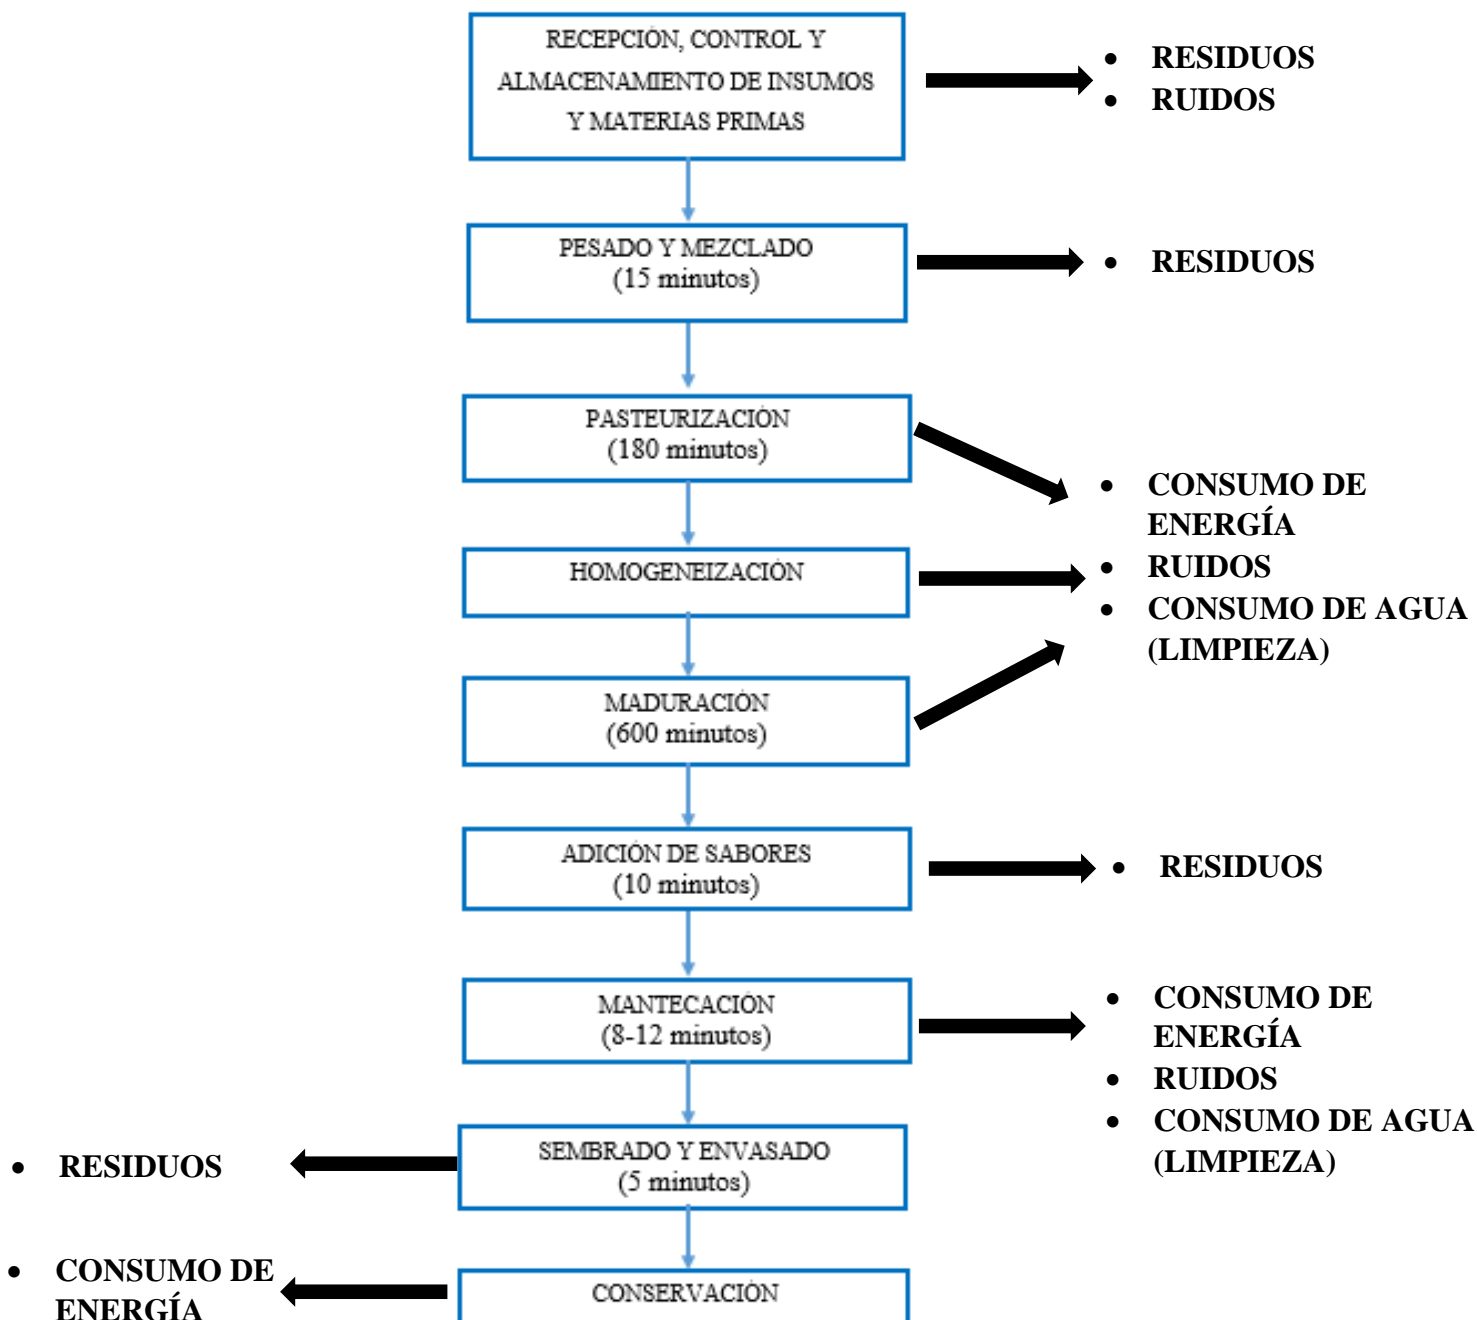 RECEPCIÓN, CONTROL Y
ALMACENAMIENTO DE INSUMOS
Y MATERIAS PRIMAS
• RESIDUOS
• RUIDOS
PESADO Y MEZCLADO
(15 minutos)
• RESIDUOS
PASTEURIZACIÓN
(180 minutos)
HOMOGENEIZACIÓN
MADURACIÓN
(600 minutos)
• CONSUMO DE
ENERGÍA
• RUIDOS
• CONSUMO DE AGUA
(LIMPIEZA)
ADICIÓN DE SABORES
(10 minutos)
• RESIDUOS
MANTECACIÓN
(8-12 minutos)
• CONSUMO DE
ENERGÍA
• RUIDOS
• CONSUMO DE AGUA
(LIMPIEZA)
SEMBRADO Y ENVASADO
(5 minutos)
• RESIDUOS
CONSERVACIÓN
• CONSUMO DE
ENERGÍA